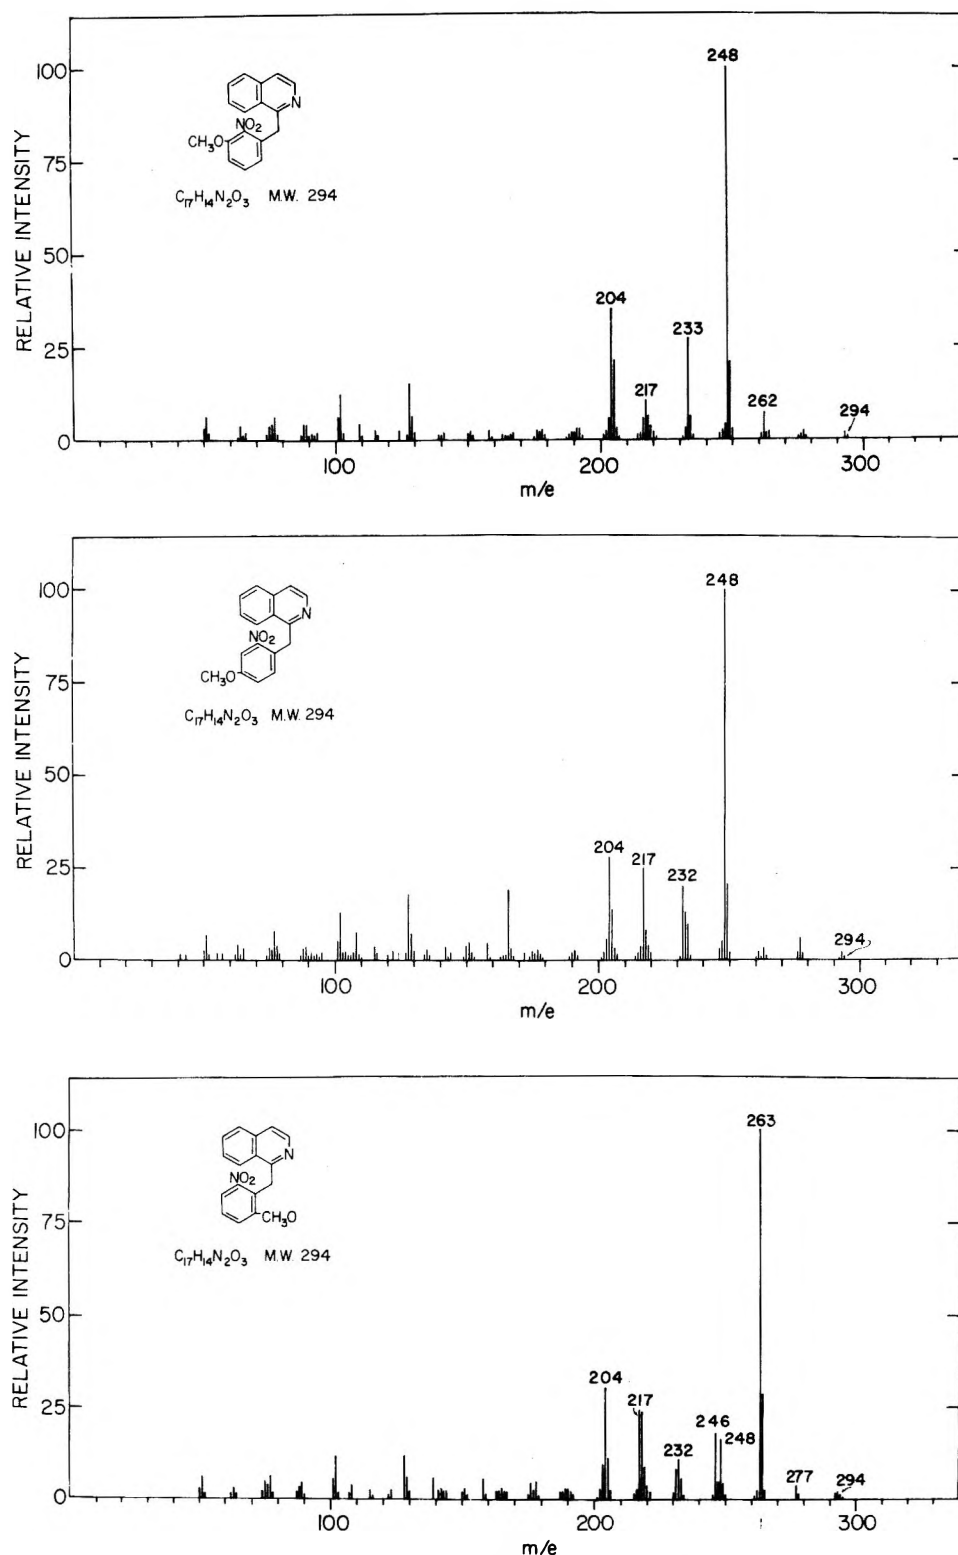 RELATIVE INTENSITY
100
75
50
25
0
N
NO2
CH3O
C17H14N2O3 M.W. 294
248
204
233
217
262
294
100
200
300
m/e
RELATIVE INTENSITY
100
75
50
25
0
N
NO2
CH3O
C17H14N2O3 M.W. 294
248
204
217
232
294
100
200
300
m/e
RELATIVE INTENSITY
100
75
50
25
0
N
NO2
CH3O
C17H14N2O3 M.W. 294
263
204
217
246
248
232
277
294
100
200
300
m/e